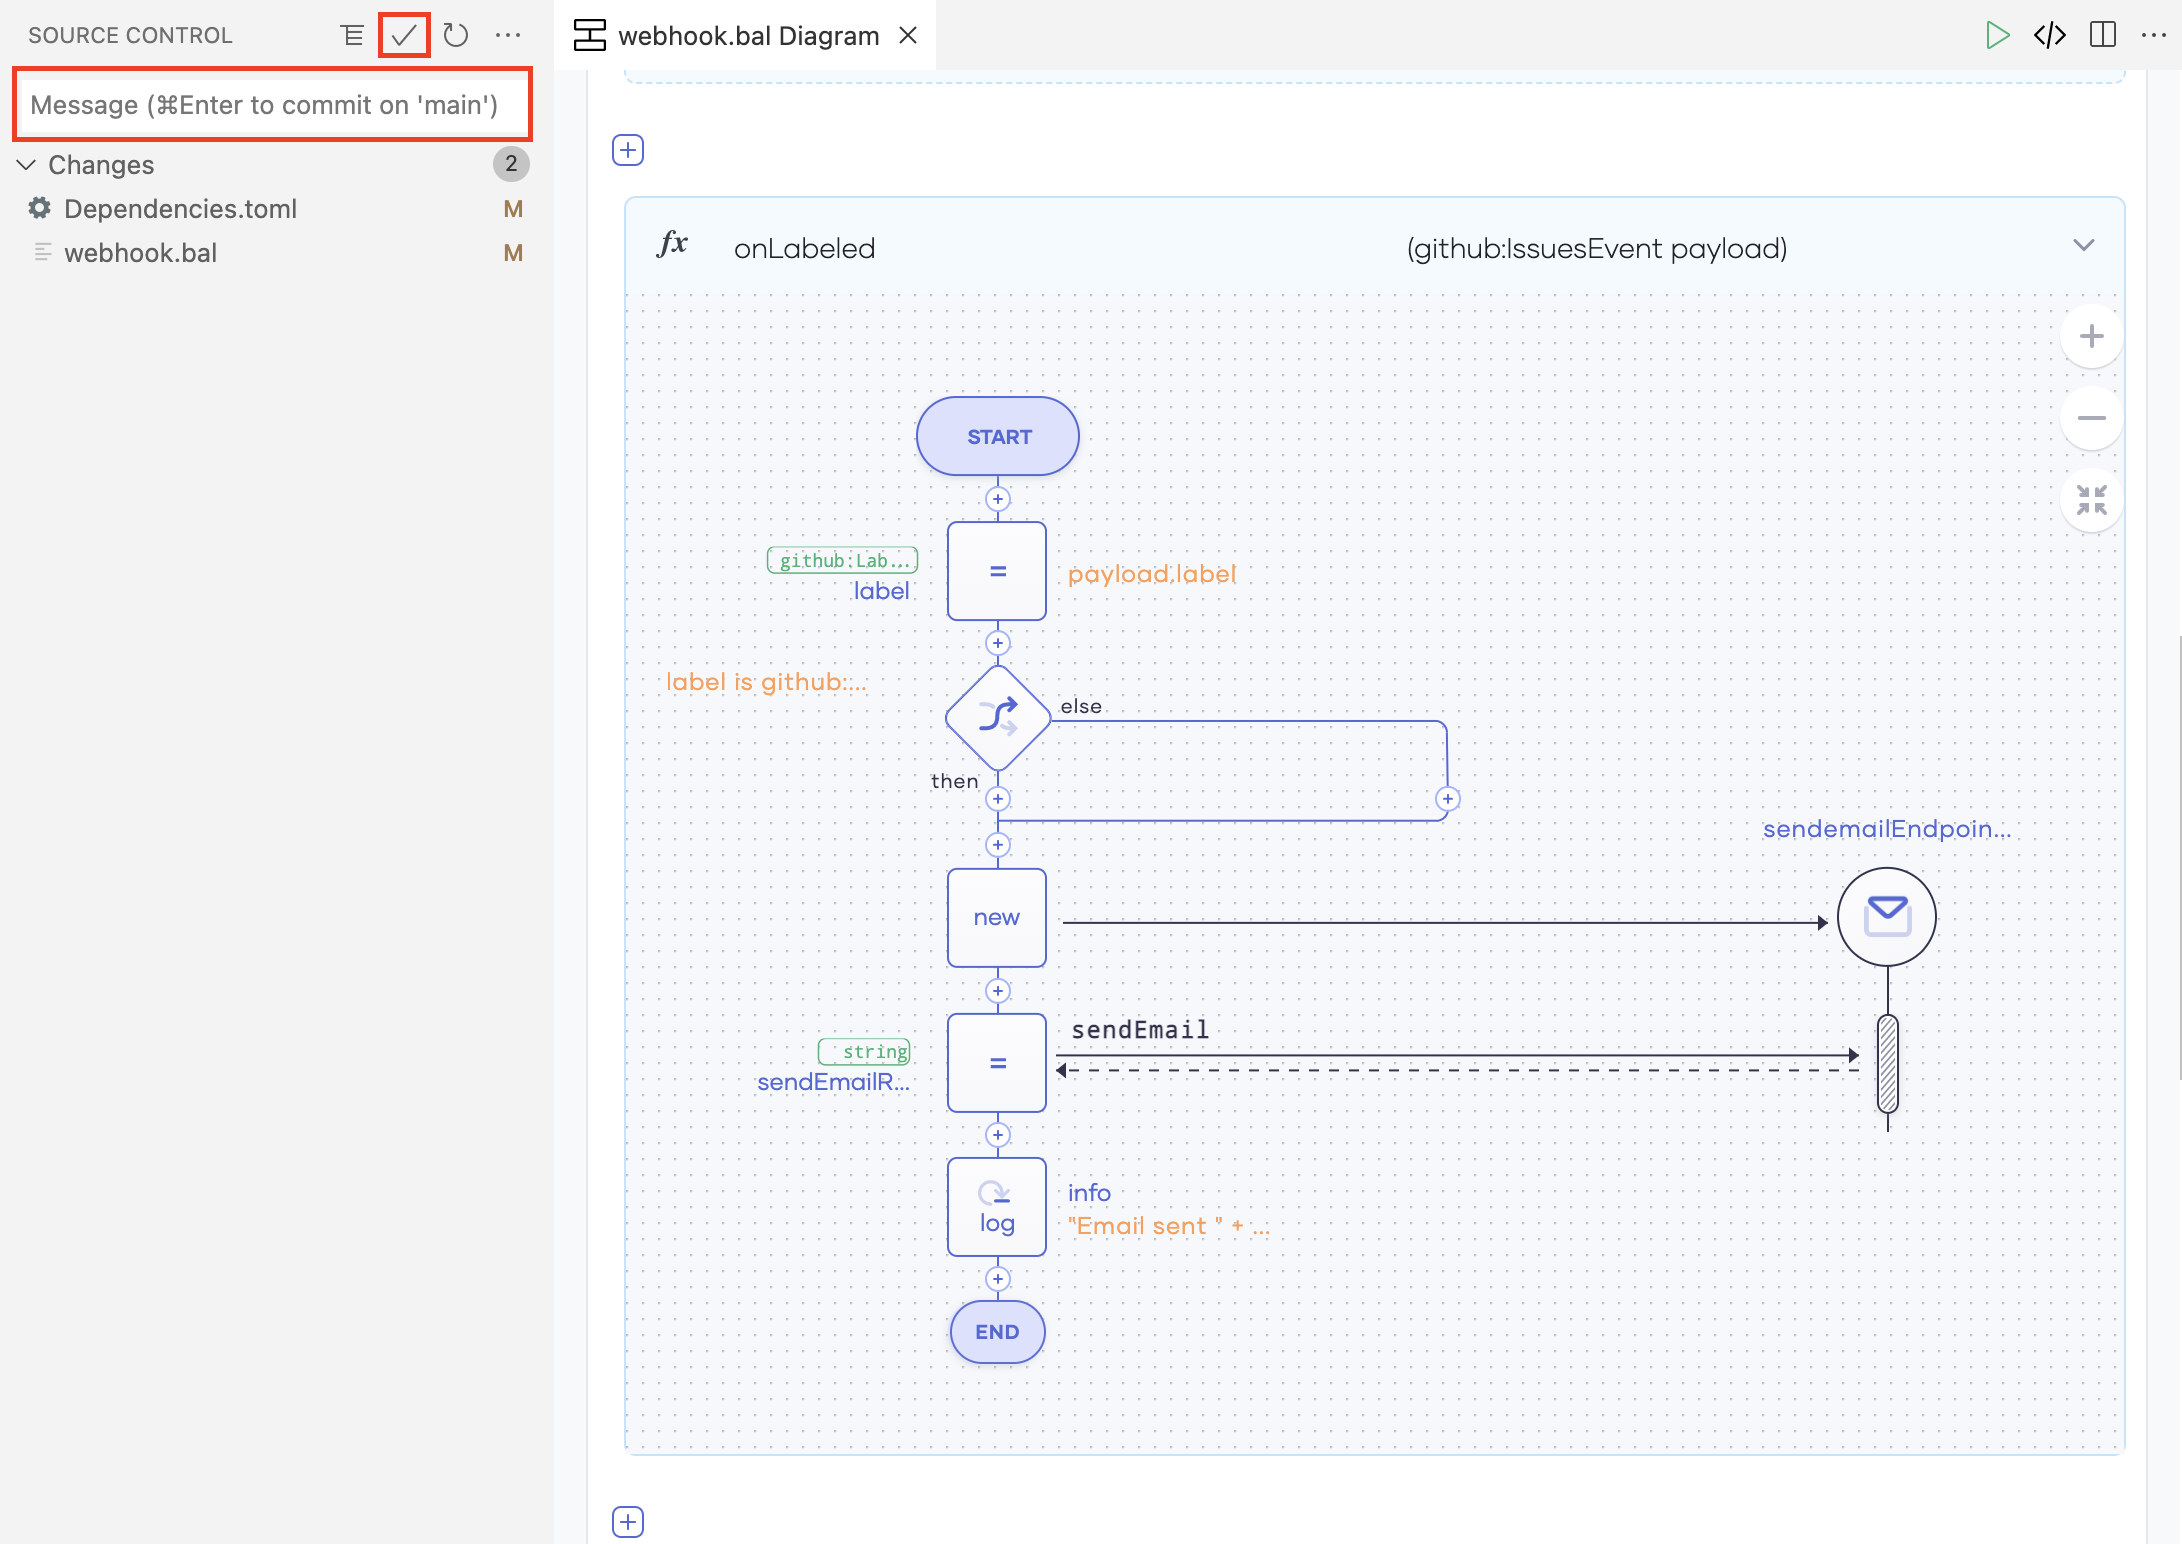 SOURCE CONTROL
Message (⌘Enter to commit on 'main')
Changes 2
Dependencies.toml M
webhook.bal M
webhook.bal Diagram
fx onLabeled (github:IssuesEvent payload)
START
github:Lab...
label
=
payload.label
label is github:...
else
then
sendemailEndpoin...
new
sendEmail
string
sendEmailR...
=
info
log
"Email sent " + ...
END